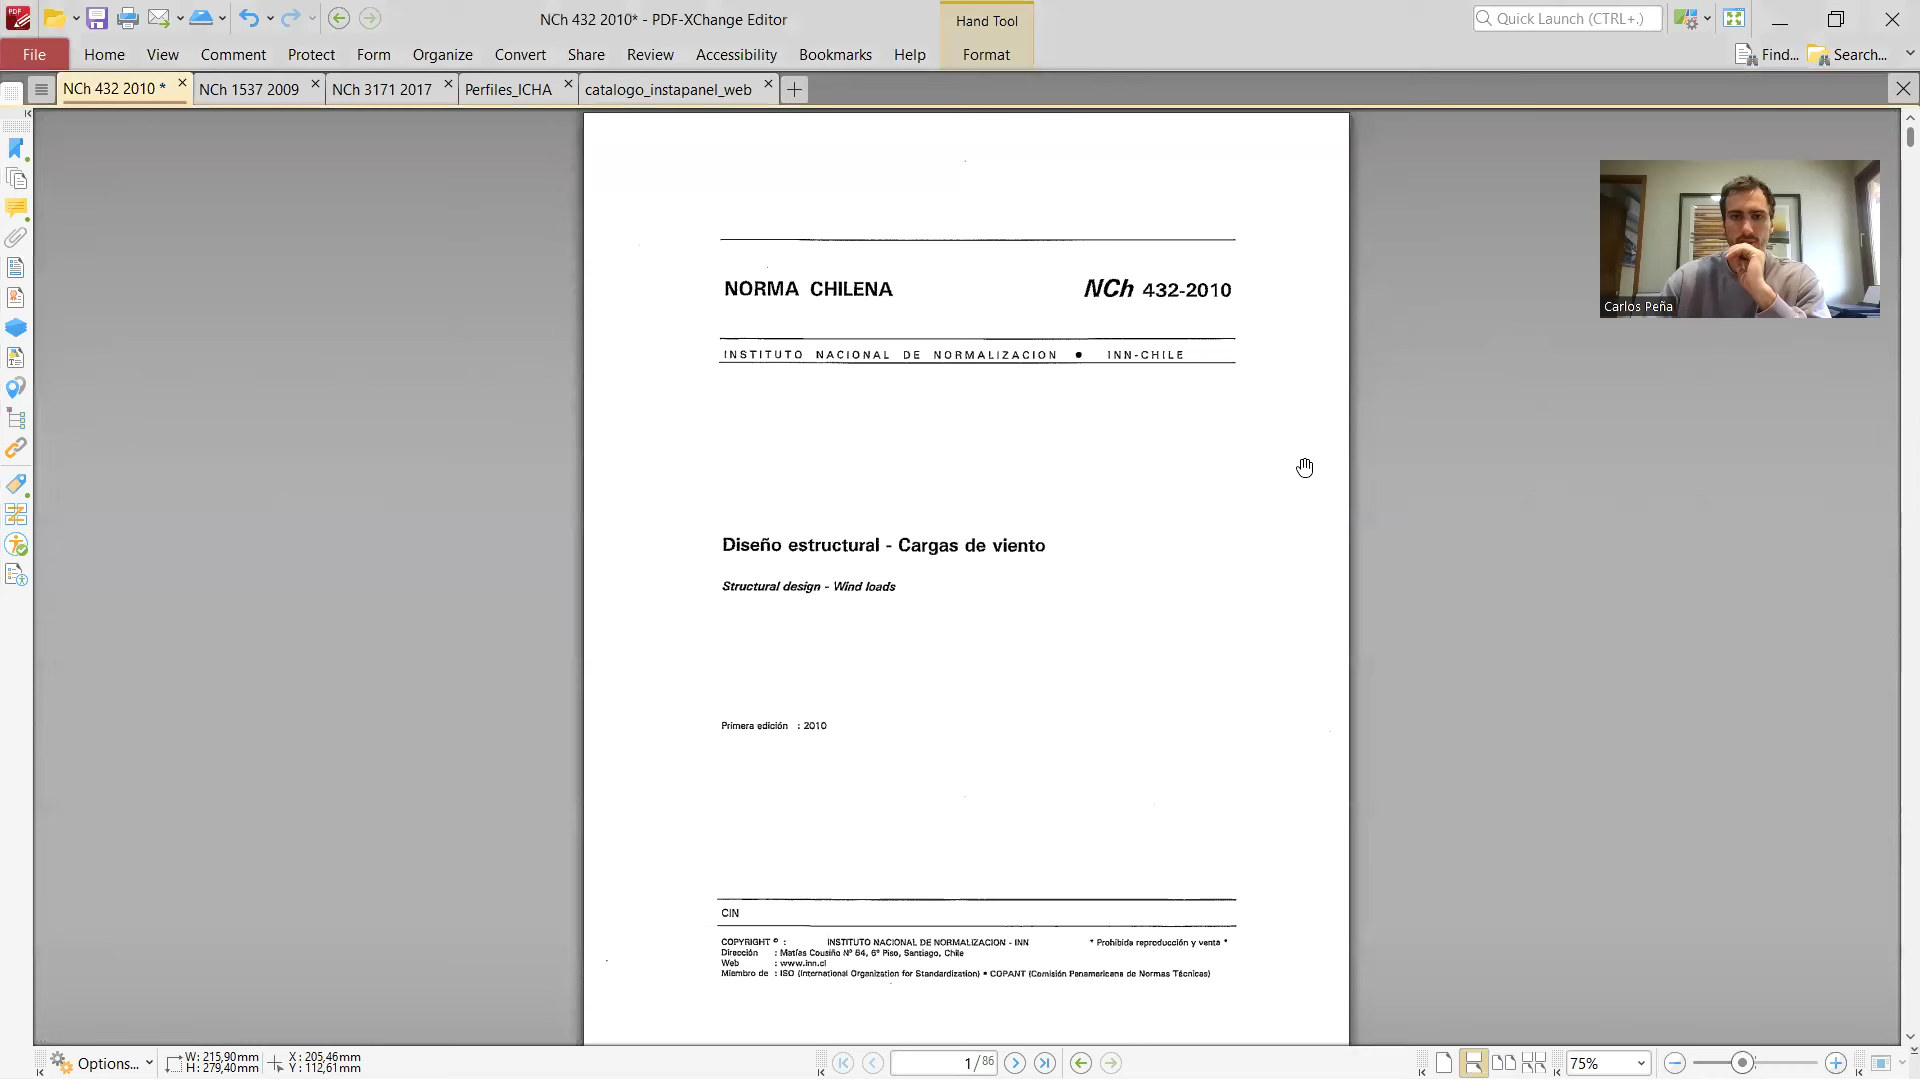 NCh 432 2010* - PDF-XChange Editor
Hand Tool
Quick Launch (CTRL+.)
File
Home
View
Comment
Protect
Form
Organize
Convert
Share
Review
Accessibility
Bookmarks
Help
Format
Find...
Search...
NCh 432 2010 *
NCh 1537 2009
NCh 3171 2017
Perfiles_ICHA
catalogo_instapanel_web
NORMA CHILENA
NCh 432-2010
INSTITUTO NACIONAL DE NORMALIZACION • INN-CHILE
Carlos Peña
Diseño estructural - Cargas de viento
Structural design - Wind loads
Primera edición : 2010
CIN
COPYRIGHT © : INSTITUTO NACIONAL DE NORMALIZACION - INN * Prohibida reproducción y venta *
Dirección : Matías Cousiño Nº 64, 6º Piso, Santiago, Chile
Web : www.inn.cl
Miembro de : ISO (International Organization for Standardization) • COPANT (Comisión Panamericana de Normas Técnicas)
Options...
W: 215,90mm
H: 279,40mm
X: 205,46mm
Y: 112,61mm
1 / 86
75%